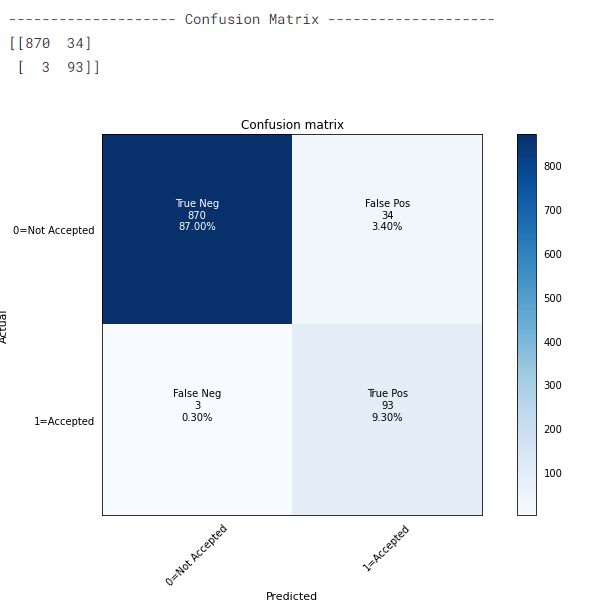 -------------------- Confusion Matrix --------------------
[[870  34]
 [  3  93]]
Confusion matrix
True Neg
870
87.00%
False Pos
34
3.40%
0=Not Accepted
False Neg
3
0.30%
True Pos
93
9.30%
1=Accepted
Actual
0=Not Accepted
1=Accepted
Predicted
800
700
600
500
400
300
200
100